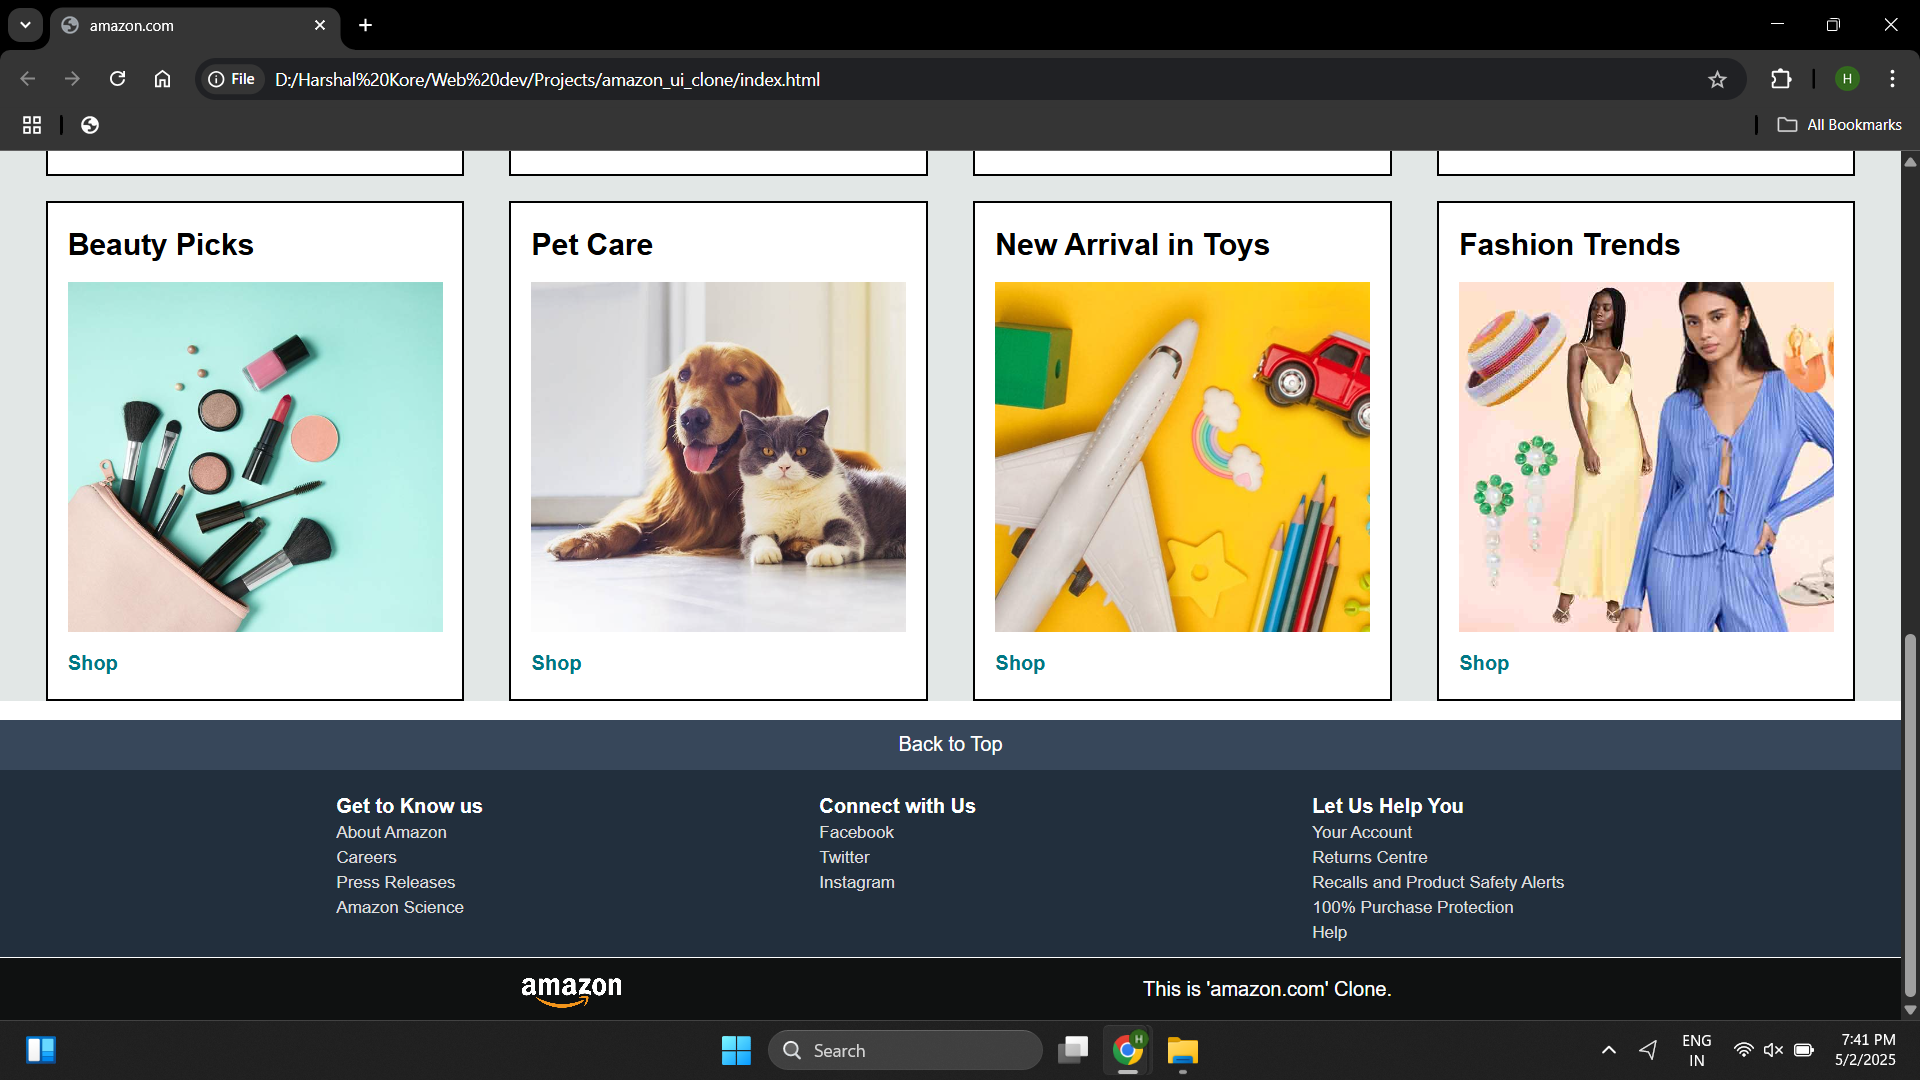 amazon.com
File
D:/Harshal%20Kore/Web%20dev/Projects/amazon_ui_clone/index.html
H
All Bookmarks
Beauty Picks
Pet Care
New Arrival in Toys
Fashion Trends
Shop
Shop
Shop
Shop
Back to Top
Get to Know us
About Amazon
Careers
Press Releases
Amazon Science
Connect with Us
Facebook
Twitter
Instagram
Let Us Help You
Your Account
Returns Centre
Recalls and Product Safety Alerts
100% Purchase Protection
Help
amazon
This is 'amazon.com' Clone.
Search
H
ENG
IN
7:41 PM
5/2/2025